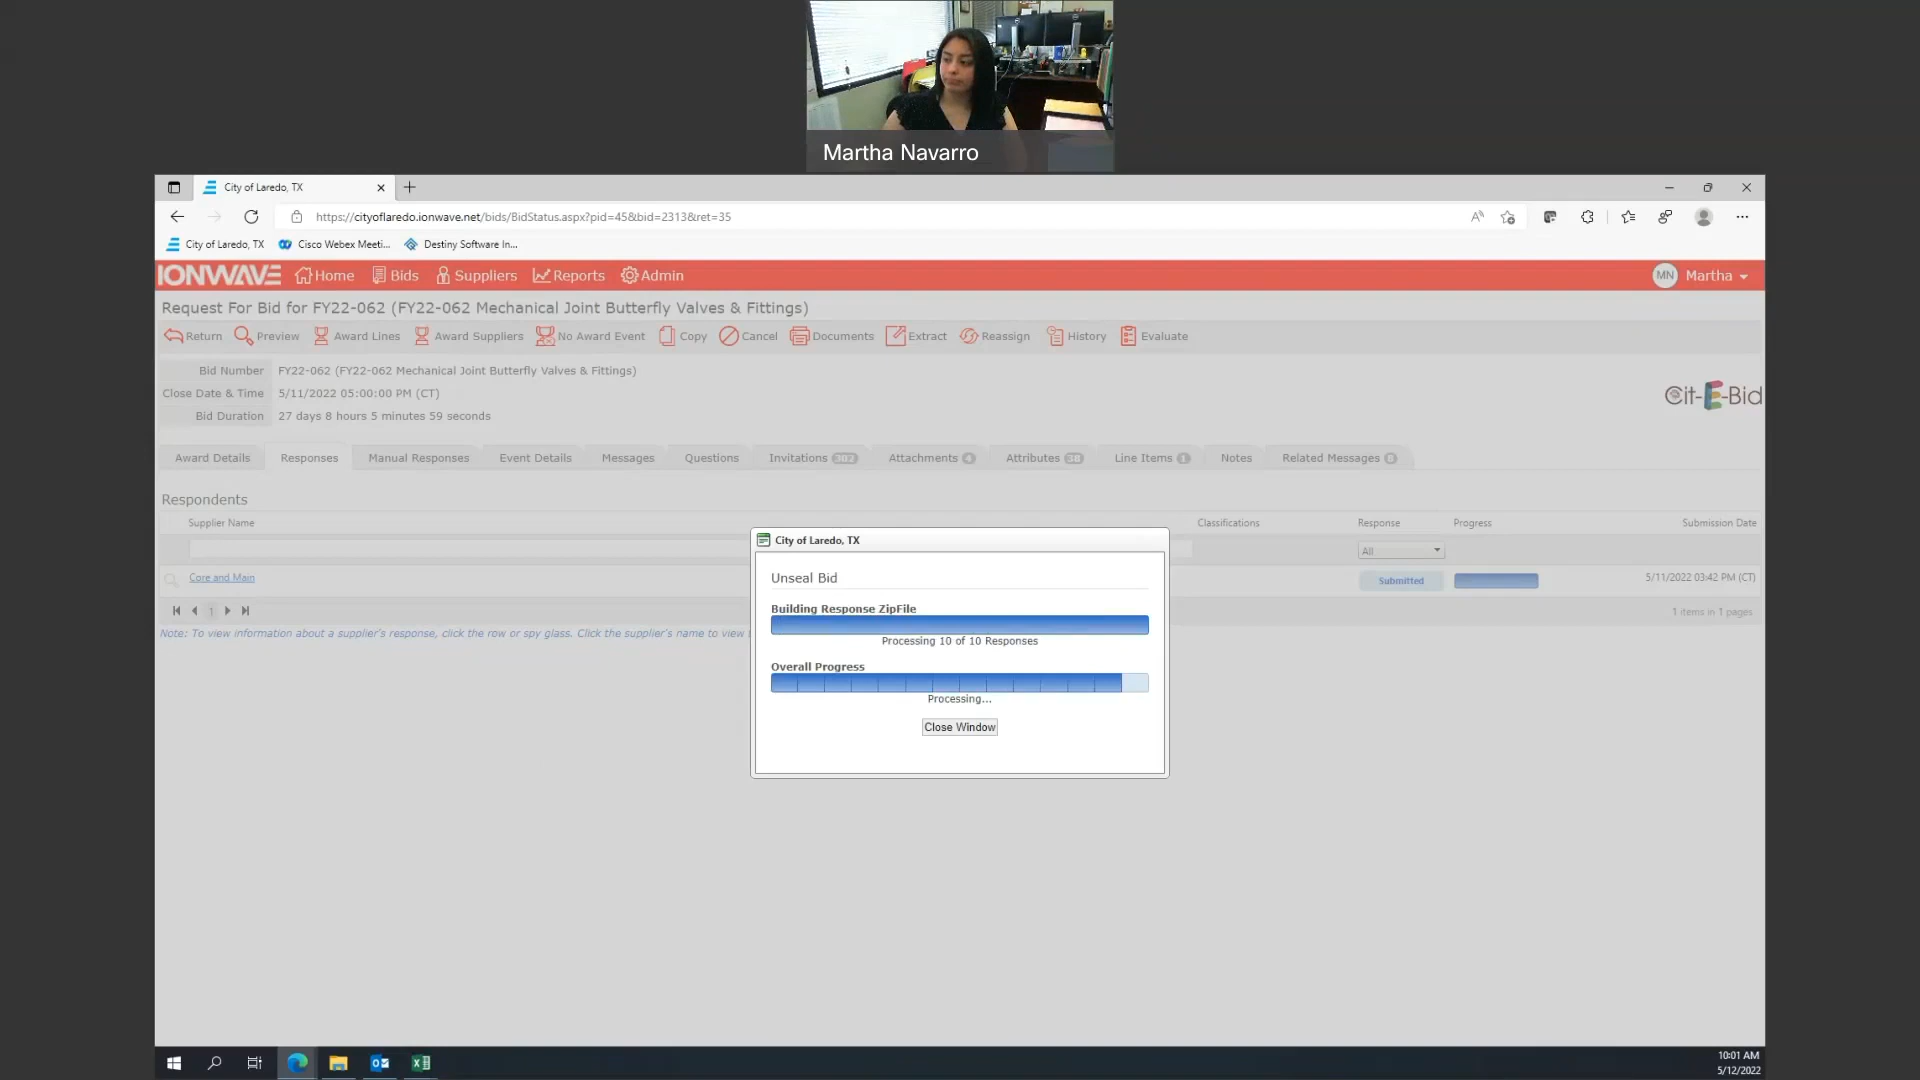 Martha Navarro
City of Laredo, TX
https://cityoflaredo.ionwave.net/bids/BidStatus.aspx?pid=45&bid=2313&ret=35
City of Laredo, TX Cisco Webex Meeti... Destiny Software In...
IONWAVE Home Bids Suppliers Reports Admin MN Martha
Request For Bid for FY22-062 (FY22-062 Mechanical Joint Butterfly Valves & Fittings)
Return Preview Award Lines Award Suppliers No Award Event Copy Cancel Documents Extract Reassign History Evaluate
Bid Number FY22-062 (FY22-062 Mechanical Joint Butterfly Valves & Fittings)
Close Date & Time 5/11/2022 05:00:00 PM (CT)
Cit-E-Bid
Bid Duration 27 days 8 hours 5 minutes 59 seconds
Award Details Responses Manual Responses Event Details Messages Questions Invitations 302 Attachments 4 Attributes 38 Line Items 1 Notes Related Messages 6
Respondents
Supplier Name Classifications Response Progress Submission Date
All
Core and Main Submitted 5/11/2022 03:42 PM (CT)
1 1 items in 1 pages
Note: To view information about a supplier's response, click the row or spy glass. Click the supplier's name to view
City of Laredo, TX
Unseal Bid
Building Response ZipFile
Processing 10 of 10 Responses
Overall Progress
Processing...
Close Window
10:01 AM
5/12/2022